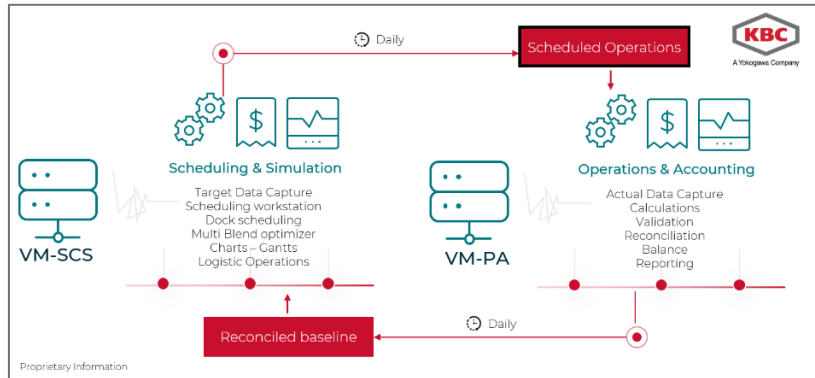 Daily
Scheduled Operations
KBC
A Yokogawa Company
$
$
Scheduling & Simulation
Target Data Capture
Scheduling workstation
Dock scheduling
Multi Blend optimizer
Charts – Gantts
Logistic Operations
VM-SCS
Operations & Accounting
Actual Data Capture
Calculations
Validation
Reconciliation
Balance
Reporting
VM-PA
Reconciled baseline
Daily
Proprietary Information